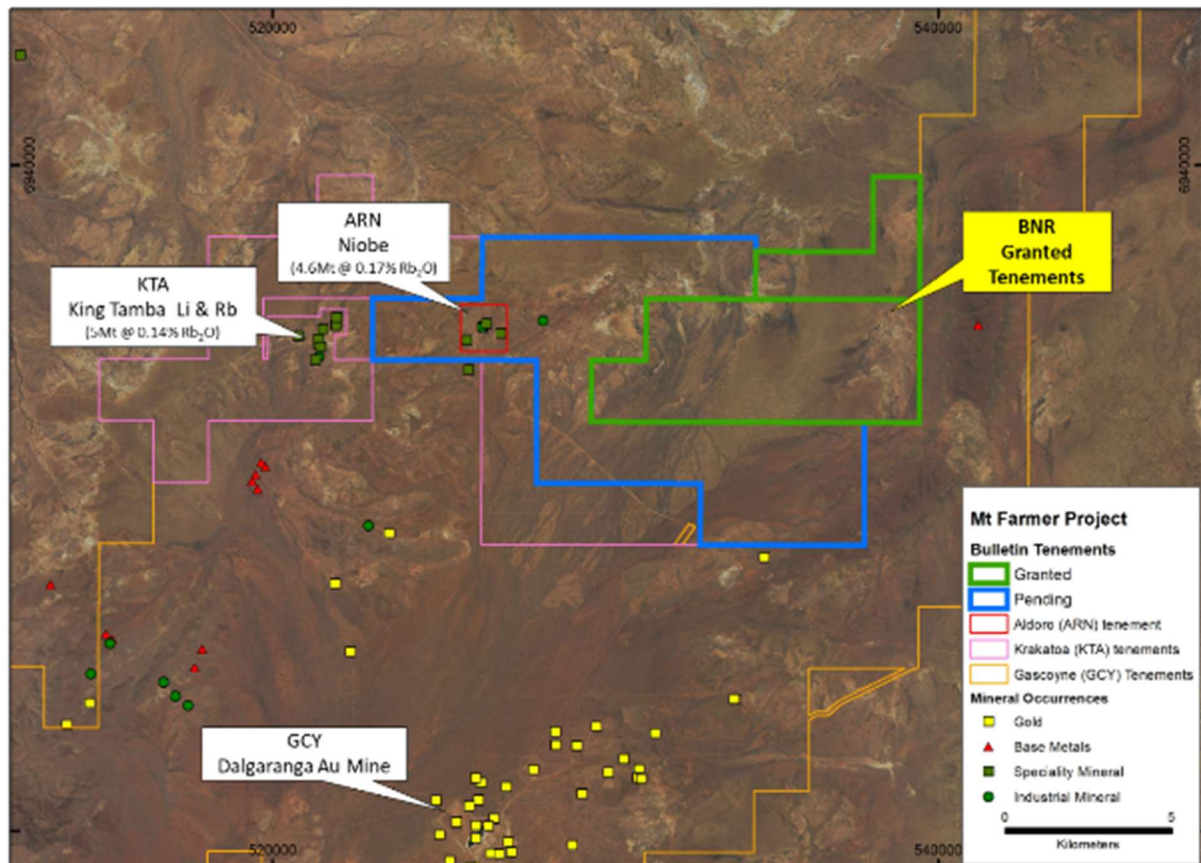 520000
540000
6940000
6940000
ARN
Niobe
(4.6Mt @ 0.17% Rb₂O)
BNR
Granted
Tenements
KTA
King Tamba Li & Rb
(5Mt @ 0.14% Rb₂O)
GCY
Dalgaranga Au Mine
Mt Farmer Project
Bulletin Tenements
Granted
Pending
Aldoro (ARN) tenement
Krakatoa (KTA) tenements
Gascoyne (GCY) Tenements
Mineral Occurrences
Gold
Base Metals
Speciality Mineral
Industrial Mineral
0 5
Kilometers
520000
540000